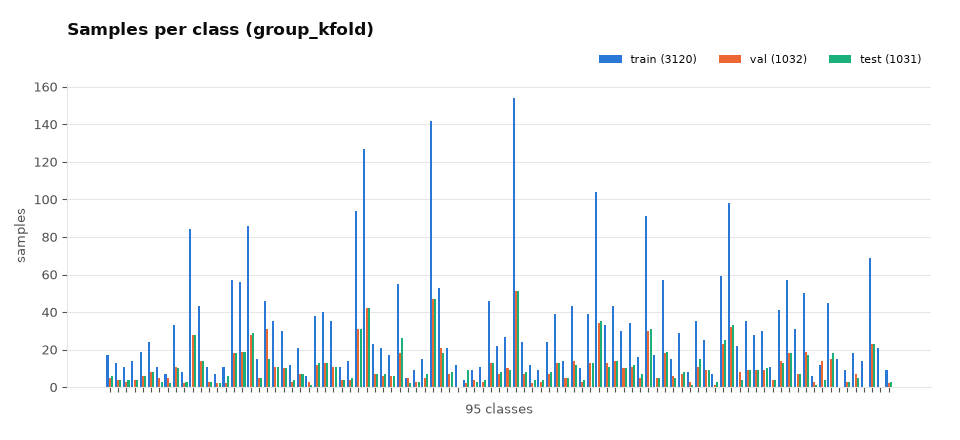 Samples per class (group_kfold)
train (3120) val (1032) test (1031)
160
140
120
100
80
60
40
20
0
samples
95 classes